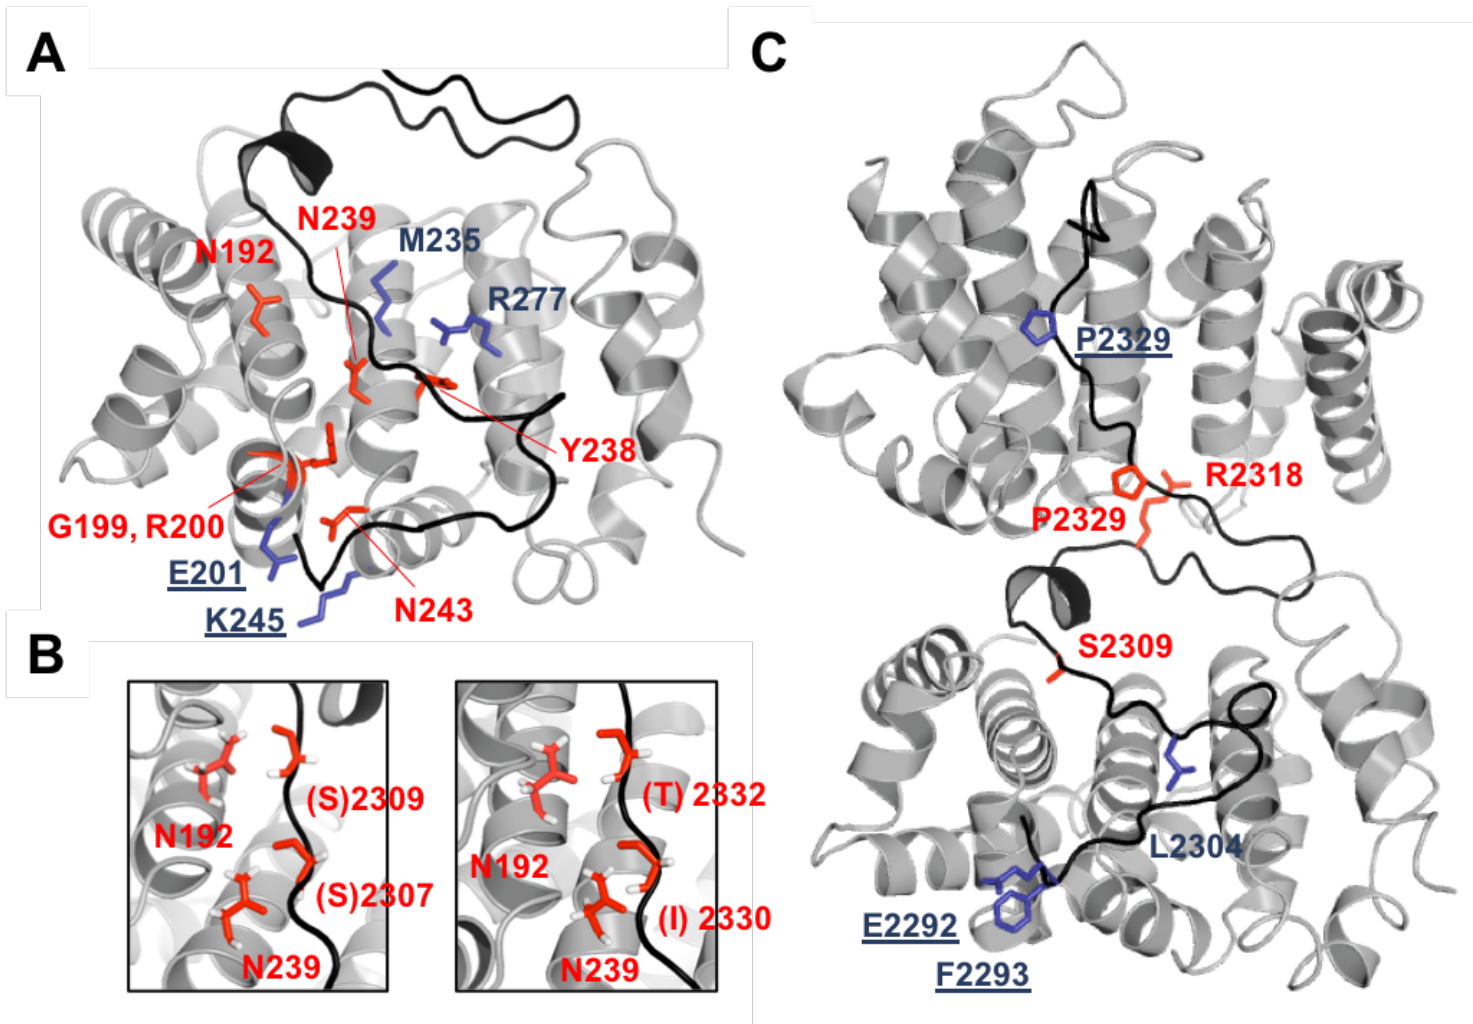 A
N239
M235
N192
R277
Y238
G199, R200
E201
N243
K245
B
(S)2309
N192
(S)2307
N239
(T) 2332
N192
(I) 2330
N239
C
P2329
R2318
P2329
S2309
L2304
E2292
F2293